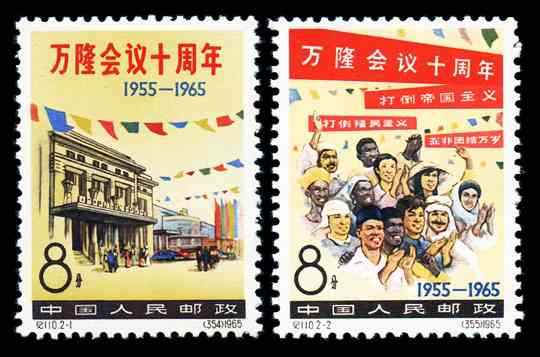 万隆会议十周年
1955—1965
8分
中国人民邮政
纪110.2-1
(354)1965
万隆会议十周年
打倒帝国主义
打倒殖民主义
亚非团结万岁
8分
1955—1965
中国人民邮政
纪110.2-2
(355)1965